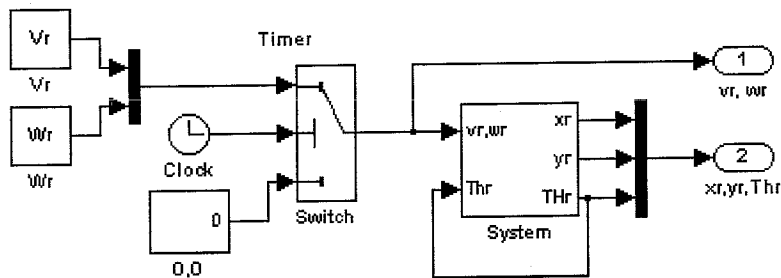 Vr
Vr
Wr
Wr
Timer
Clock
0
0,0
Switch
vr,wr
Thr
xr
yr
THr
System
1
vr, wr
2
xr,yr,Thr